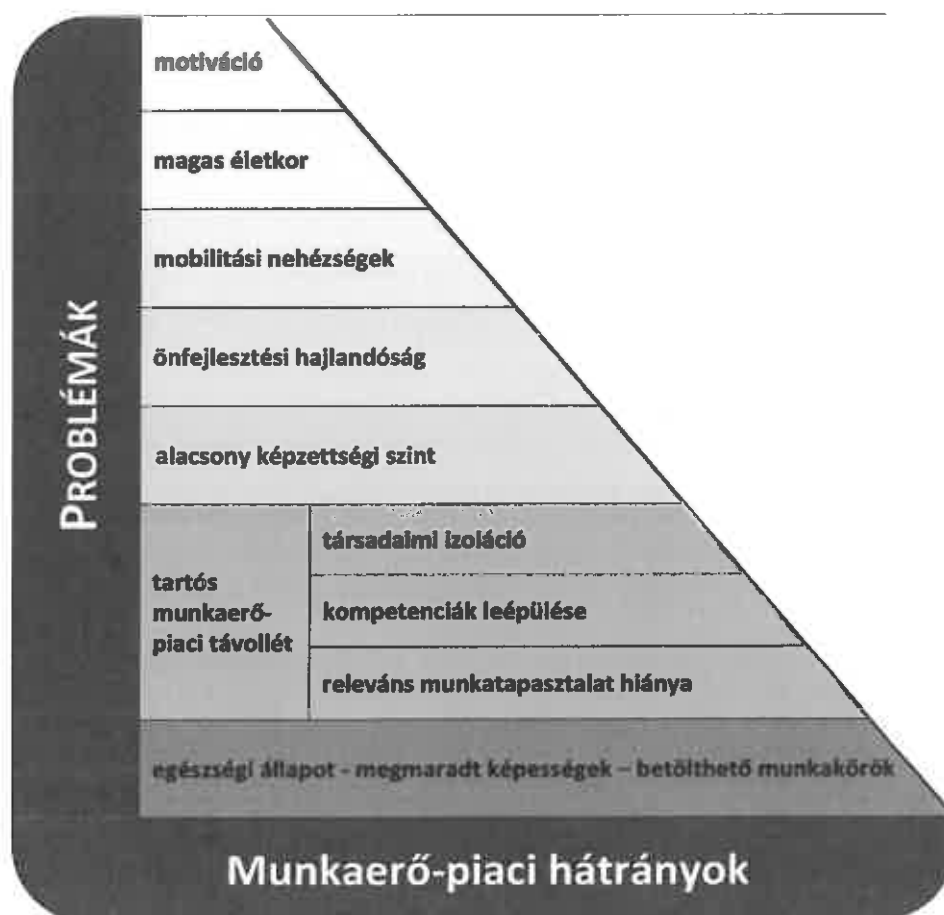 PROBLÉMÁK
motiváció
magas életkor
mobilitási nehézségek
önfejlesztési hajlandóság
alacsony képzettségi szint
tartós
munkaerő-
piaci távollét
társadalmi izoláció
kompetenciák leépülése
releváns munkatapasztalat hiánya
egészségi állapot - megmaradt képességek – betölthető munkakörök
Munkaerő-piaci hátrányok